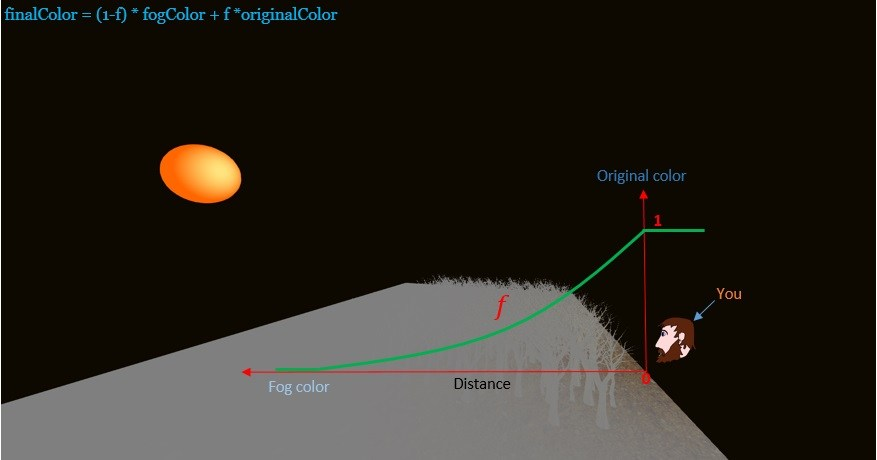 finalColor = (1-f) * fogColor + f *originalColor
Original color
1
f
You
0
Distance
Fog color